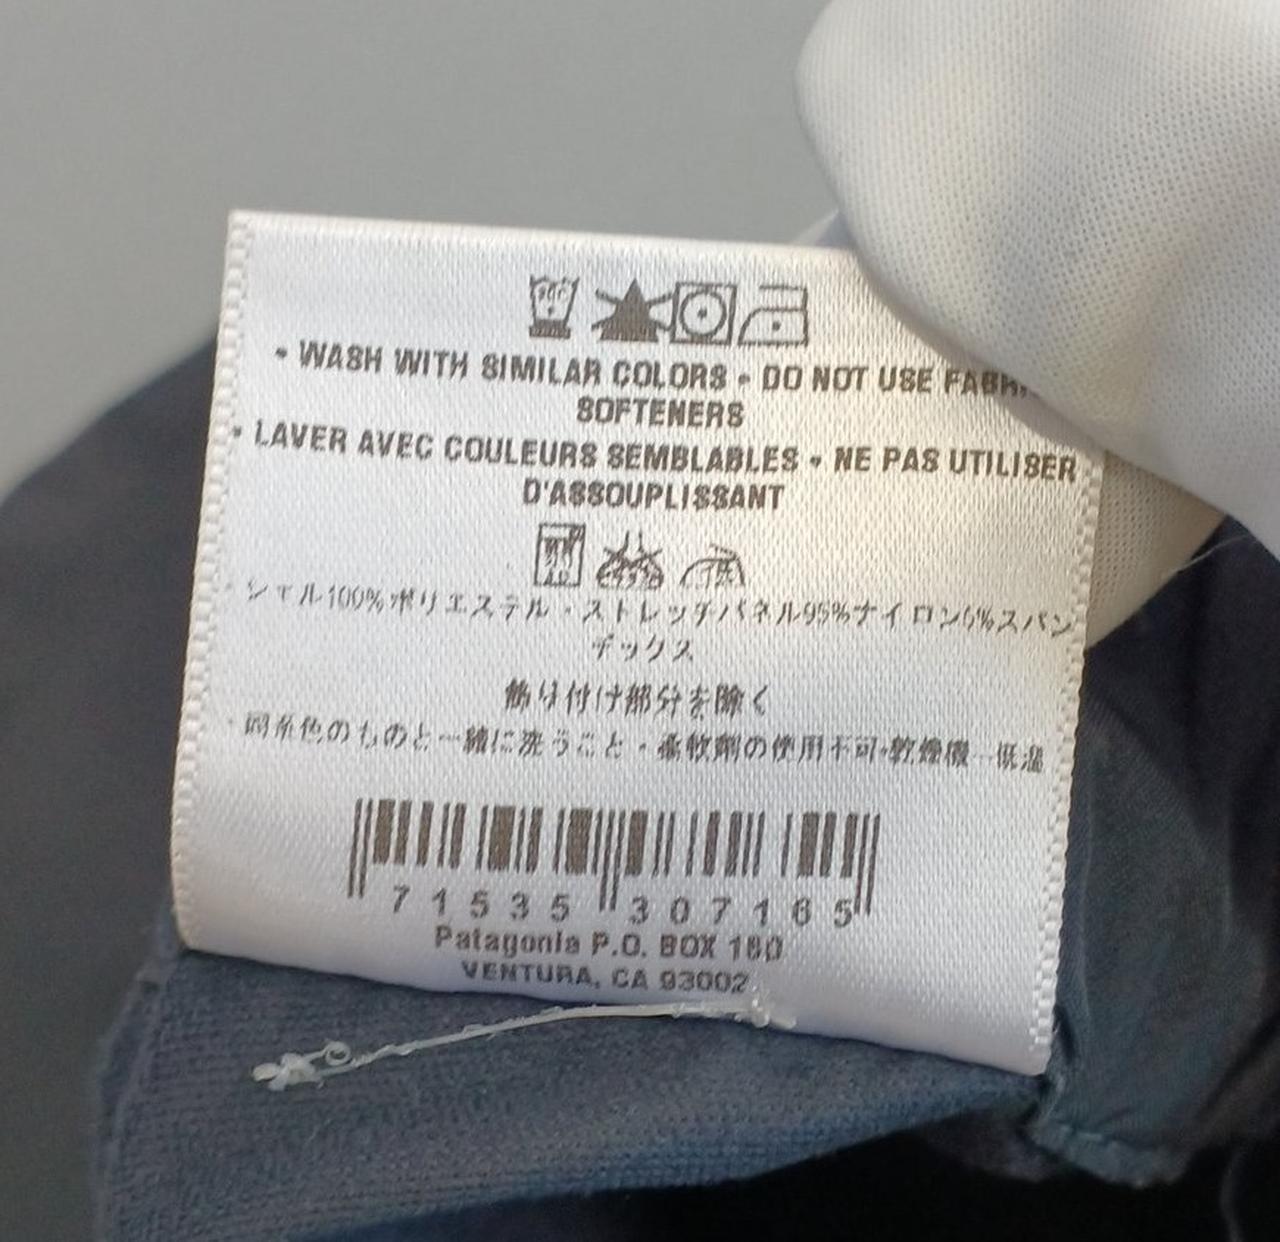 • WASH WITH SIMILAR COLORS • DO NOT USE
SOFTENERS
• LAVER AVEC COULEURS SEMBLABLES • NE PAS UTILISER
D'ASSOUPLISSANT
・シェル100%ポリエステル・ストレッチパネル95%ナイロン5%スパン
デックス
飾り付け部分を除く
・同系色のものと一緒に洗うこと・柔軟剤の使用不可・乾燥機―低温
71535 307165
Patagonia P.O. BOX 150
VENTURA, CA 93002